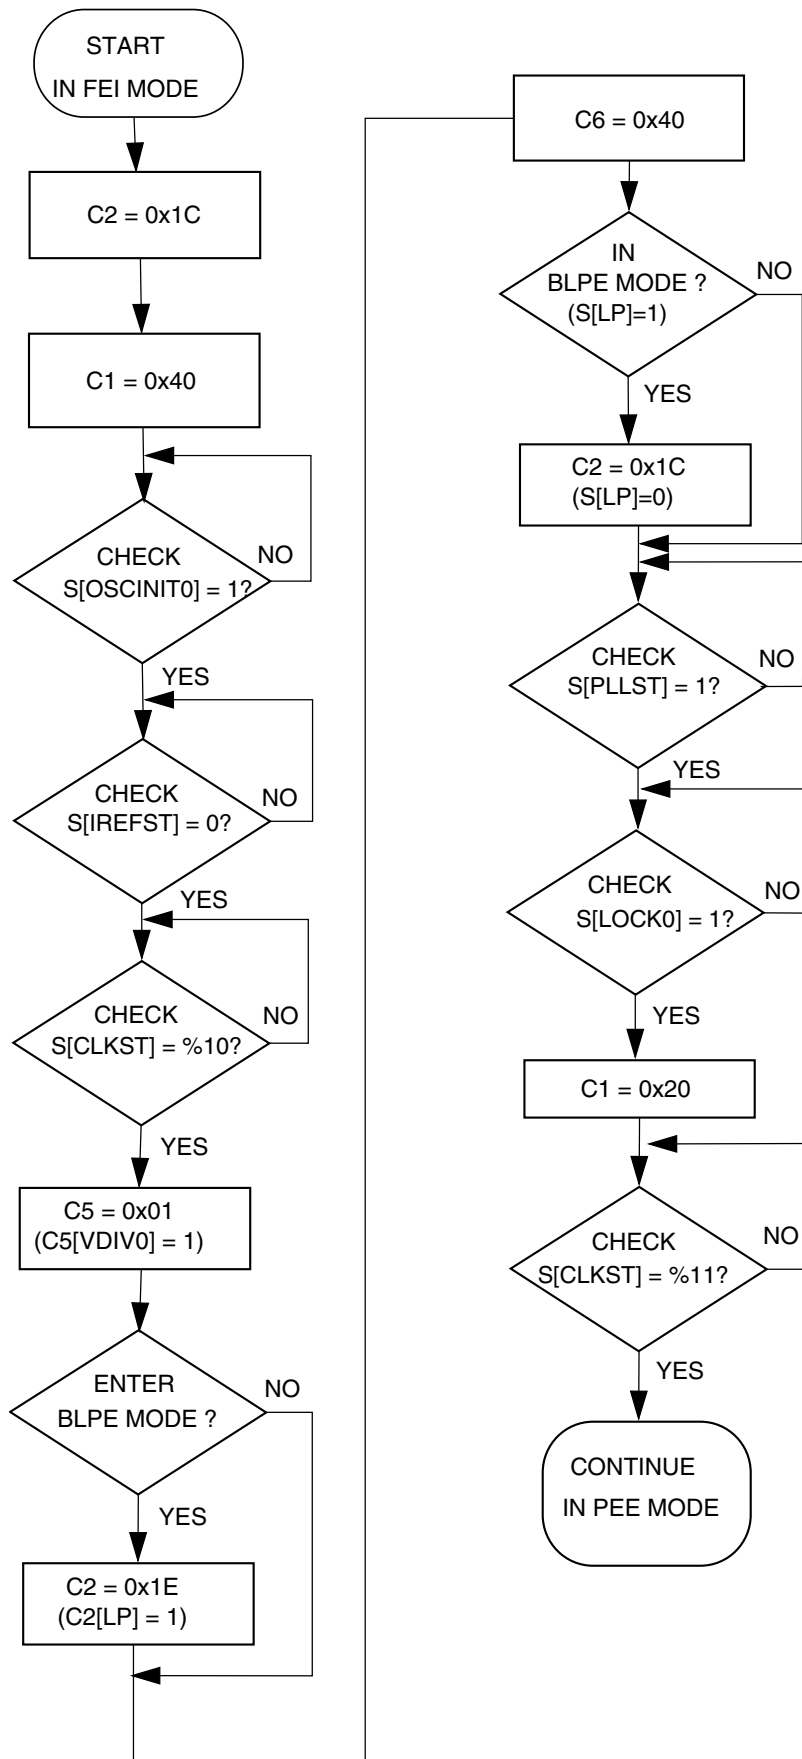 START
IN FEI MODE
C2 = 0x1C
C1 = 0x40
CHECK
S[OSCINIT0] = 1?
NO
YES
CHECK
S[IREFST] = 0?
NO
YES
CHECK
S[CLKST] = %10?
NO
YES
C5 = 0x01
(C5[VDIV0] = 1)
ENTER
BLPE MODE ?
NO
YES
C2 = 0x1E
(C2[LP] = 1)
C6 = 0x40
IN
BLPE MODE ?
(S[LP]=1)
NO
YES
C2 = 0x1C
(S[LP]=0)
CHECK
S[PLLST] = 1?
NO
YES
CHECK
S[LOCK0] = 1?
NO
YES
C1 = 0x20
CHECK
S[CLKST] = %11?
NO
YES
CONTINUE
IN PEE MODE